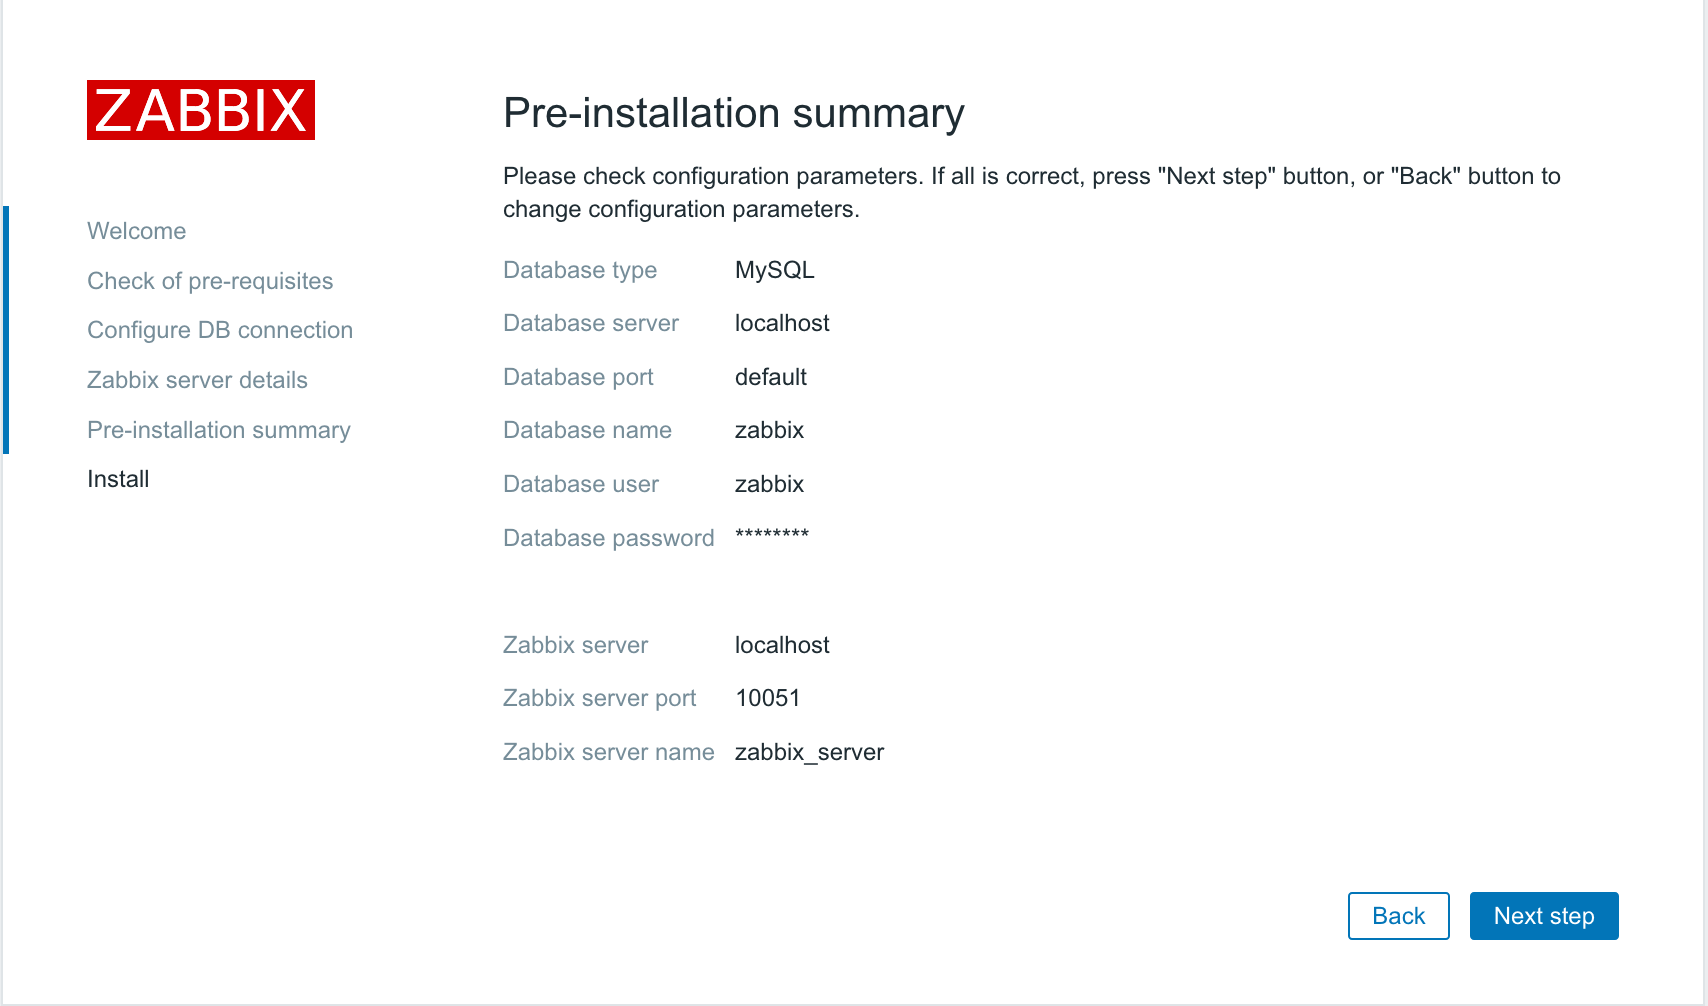 ZABBIX
Welcome
Check of pre-requisites
Configure DB connection
Zabbix server details
Pre-installation summary
Install
Pre-installation summary
Please check configuration parameters. If all is correct, press "Next step" button, or "Back" button to
change configuration parameters.
Database type MySQL
Database server localhost
Database port default
Database name zabbix
Database user zabbix
Database password ********
Zabbix server localhost
Zabbix server port 10051
Zabbix server name zabbix_server
Back Next step